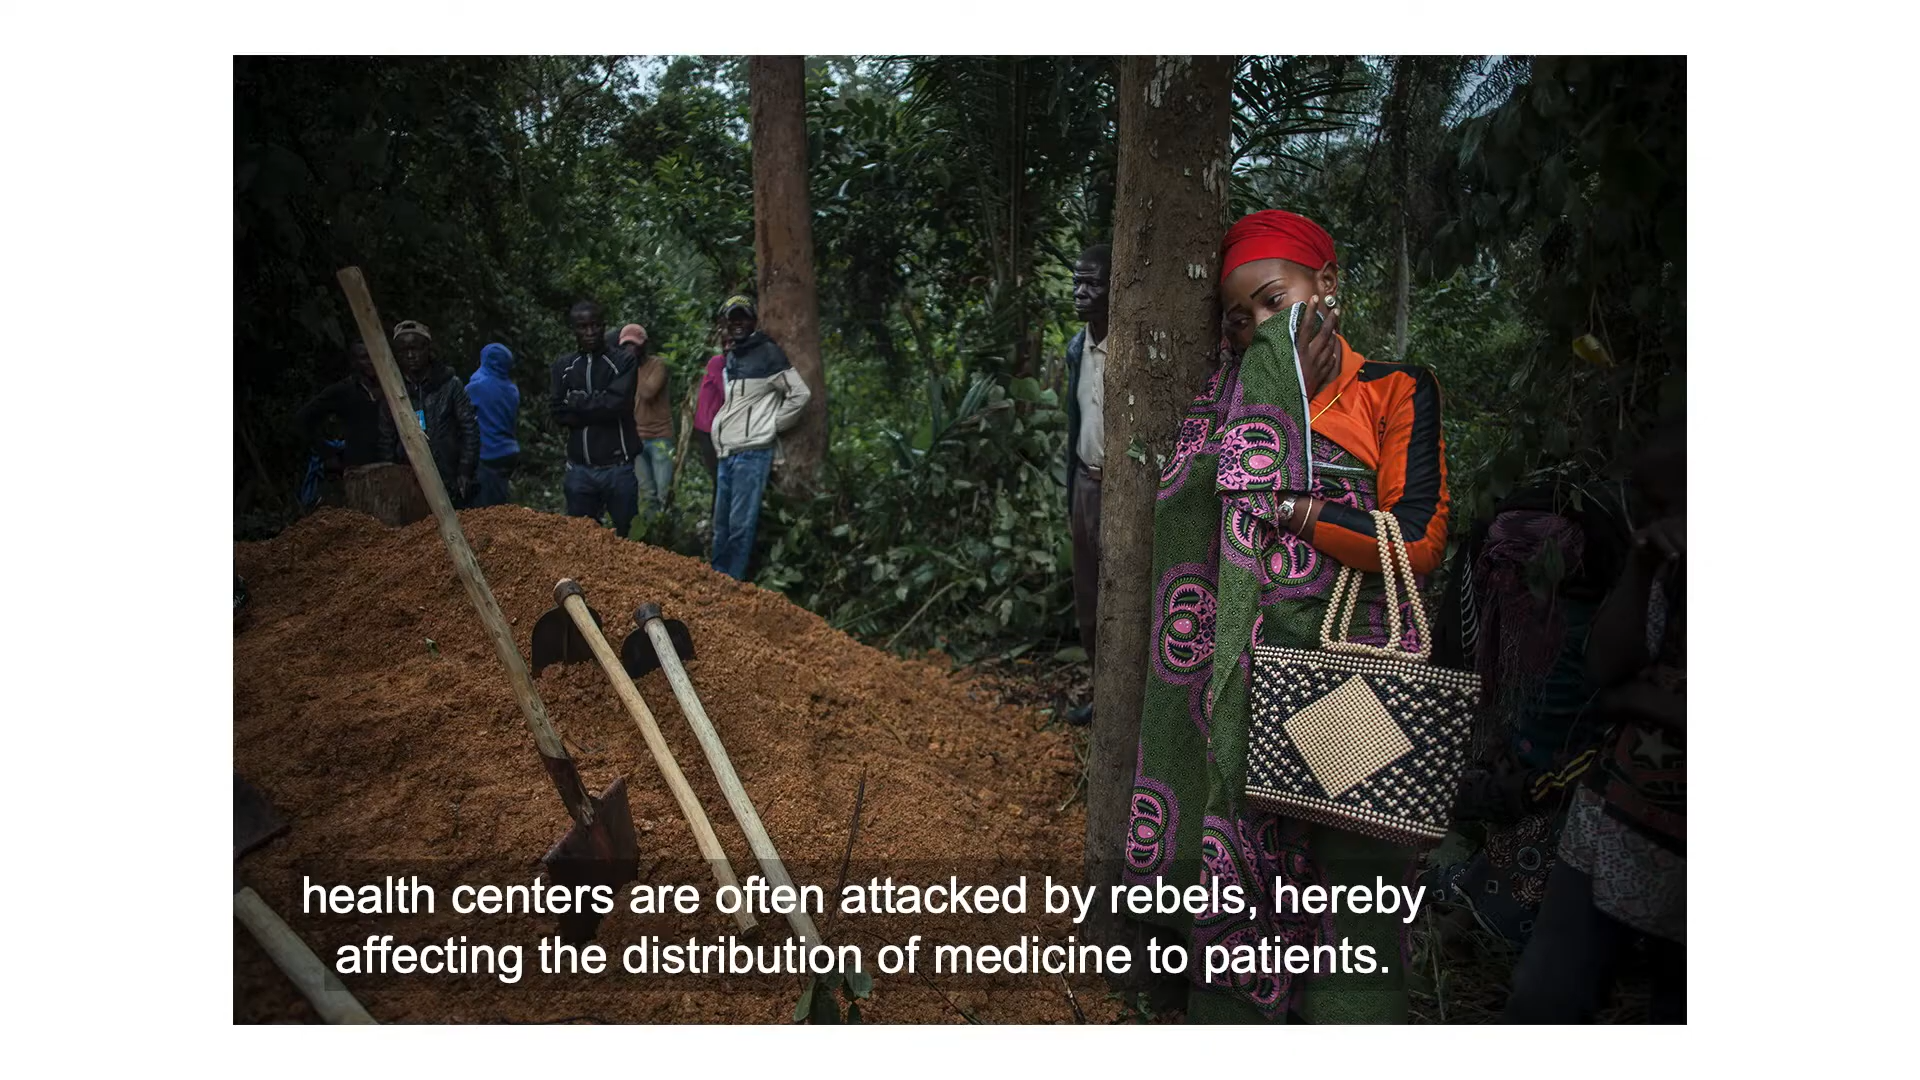 health centers are often attacked by rebels, hereby
affecting the distribution of medicine to patients.